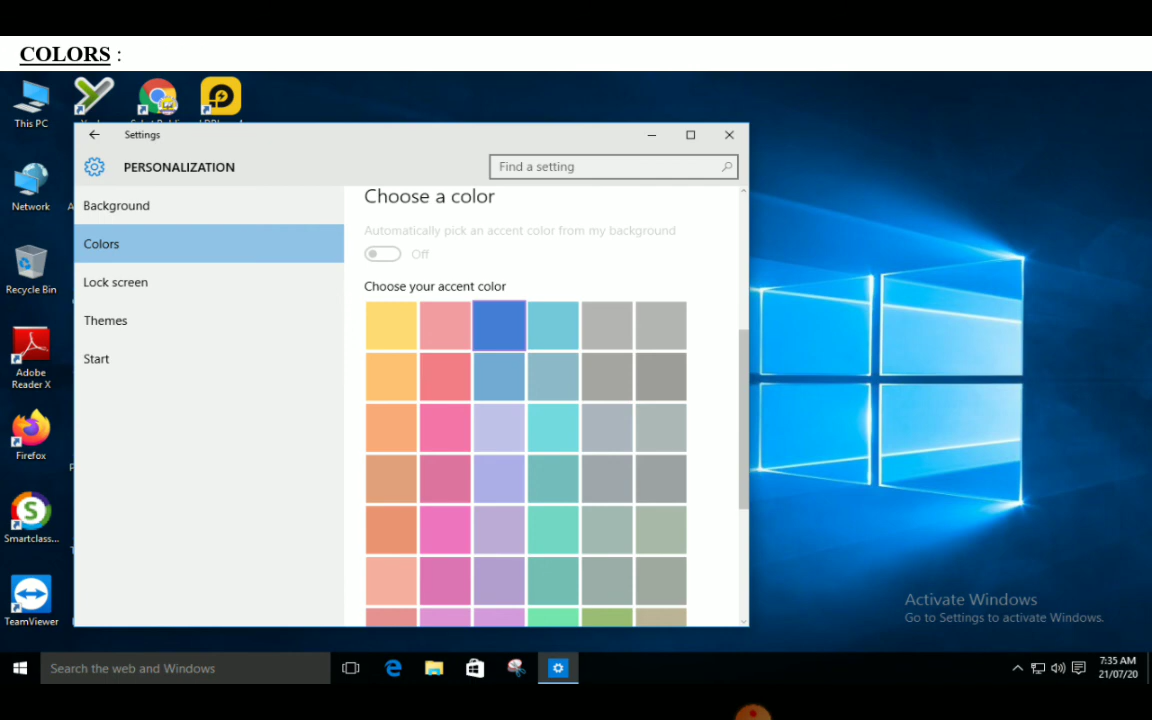 COLORS :
This PC
Network
Recycle Bin
Adobe
Reader X
Firefox
Smartclass...
TeamViewer
Settings
PERSONALIZATION
Find a setting
Background
Colors
Lock screen
Themes
Start
Choose a color
Automatically pick an accent color from my background
Off
Choose your accent color
Activate Windows
Go to Settings to activate Windows.
Search the web and Windows
7:35 AM
21/07/20